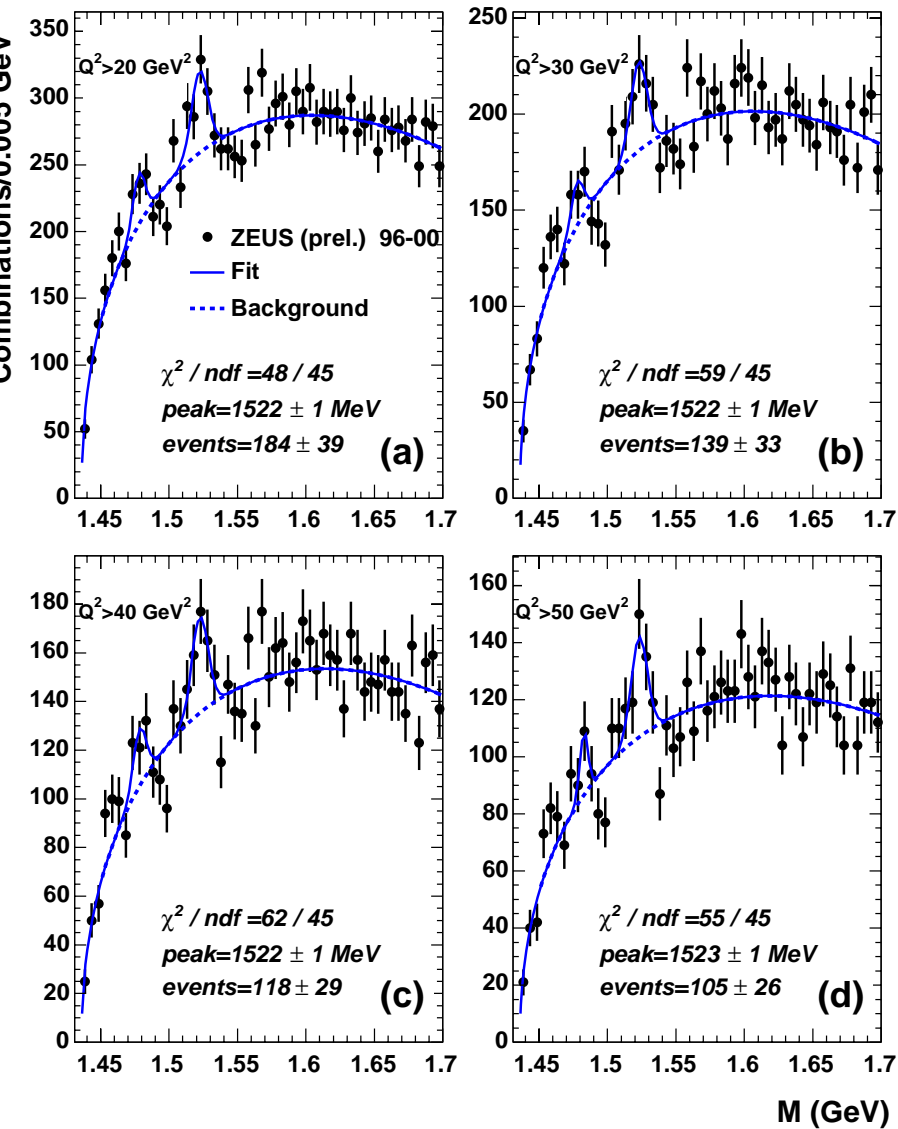 Combinations/0.005 GeV
350
300
250
200
150
100
50
0
Q²>20 GeV²
ZEUS (prel.) 96-00
Fit
Background
χ² / ndf =48 / 45
peak=1522 ± 1 MeV
events=184 ± 39
(a)
1.45 1.5 1.55 1.6 1.65 1.7
250
200
150
100
50
0
Q²>30 GeV²
χ² / ndf =59 / 45
peak=1522 ± 1 MeV
events=139 ± 33
(b)
1.45 1.5 1.55 1.6 1.65 1.7
180
160
140
120
100
80
60
40
20
0
Q²>40 GeV²
χ² / ndf =62 / 45
peak=1522 ± 1 MeV
events=118 ± 29
(c)
1.45 1.5 1.55 1.6 1.65 1.7
160
140
120
100
80
60
40
20
0
Q²>50 GeV²
χ² / ndf =55 / 45
peak=1523 ± 1 MeV
events=105 ± 26
(d)
1.45 1.5 1.55 1.6 1.65 1.7
M (GeV)